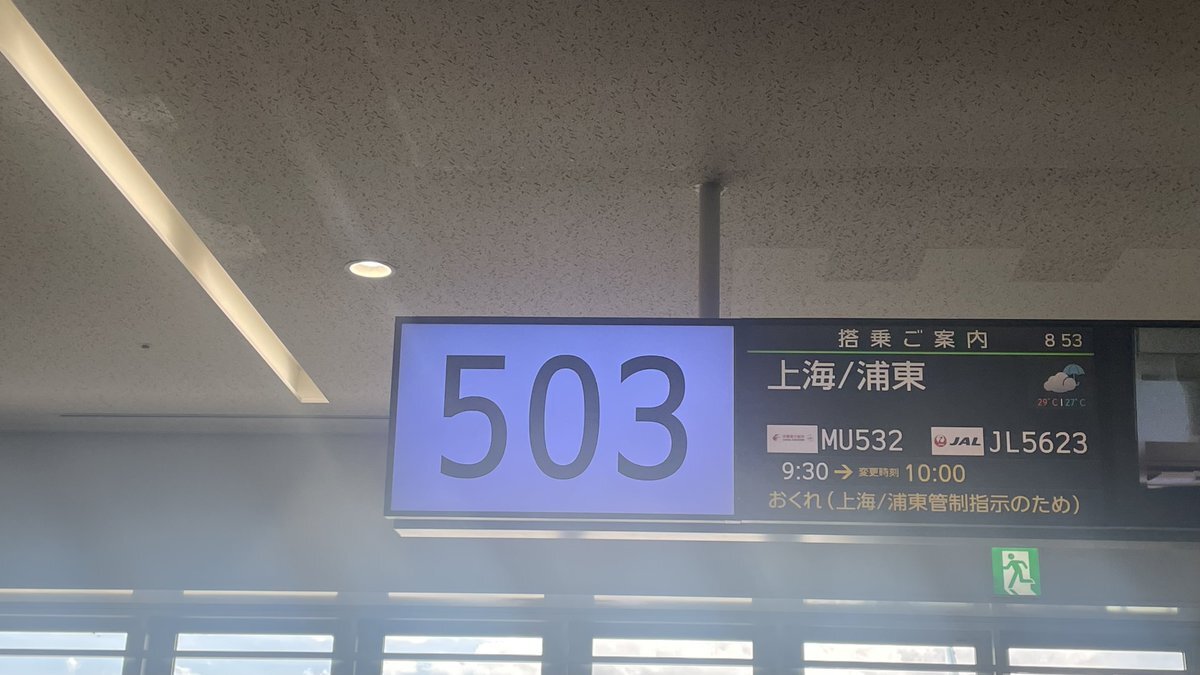 503
搭乗ご案内 8 53
上海/浦東
29°C | 27°C
MU532 JAL JL5623
9:30 → 変更時刻 10:00
おくれ(上海/浦東管制指示のため)